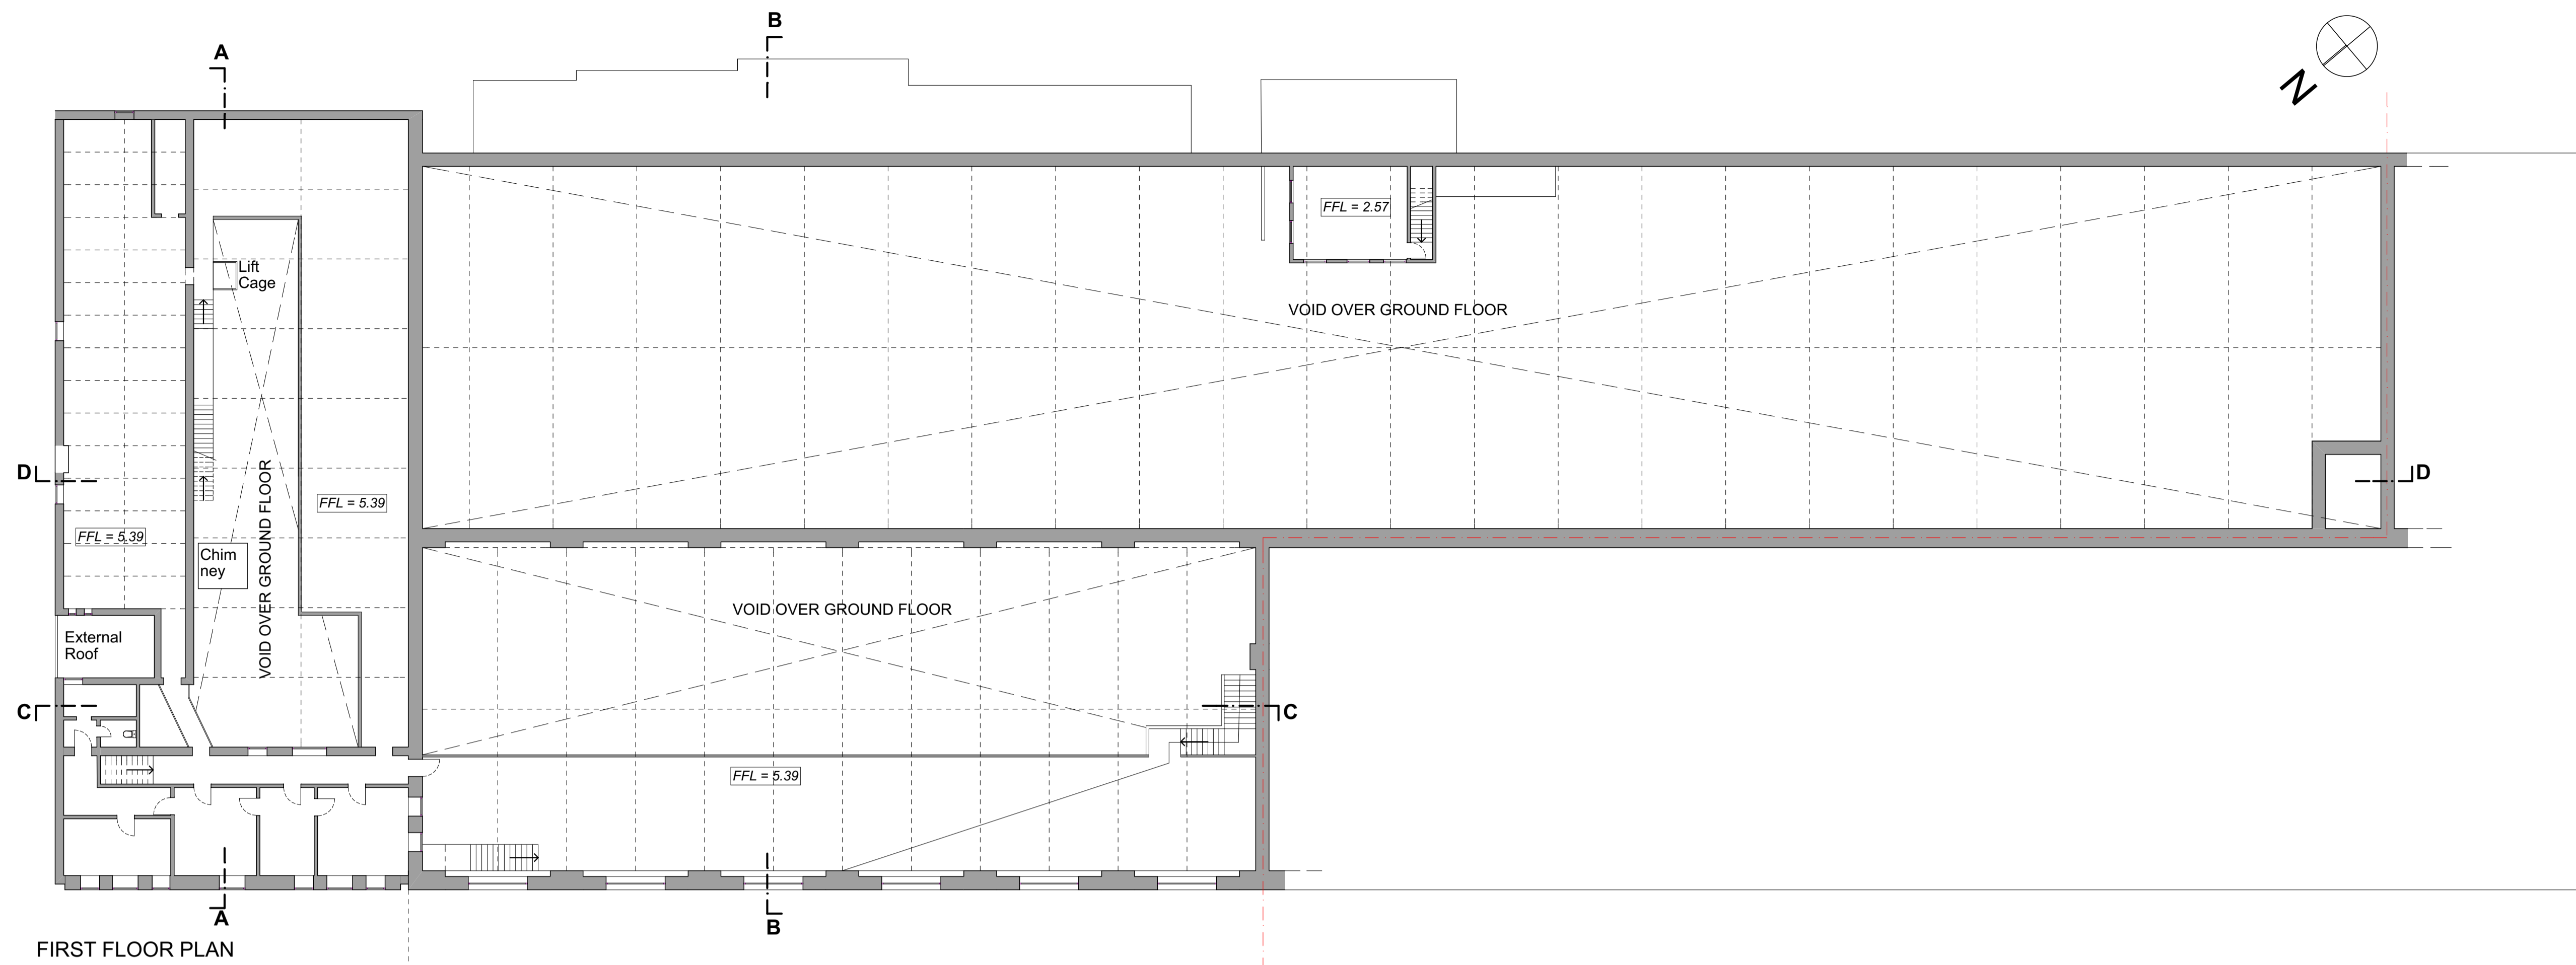 B
A
N
FFL = 2.57
Lift
Cage
VOID OVER GROUND FLOOR
D
D
FFL = 5.39
FFL = 5.39
Chim
ney
VOID OVER GROUND FLOOR
VOID OVER GROUND FLOOR
External
Roof
C
C
FFL = 5.39
A
B
FIRST FLOOR PLAN